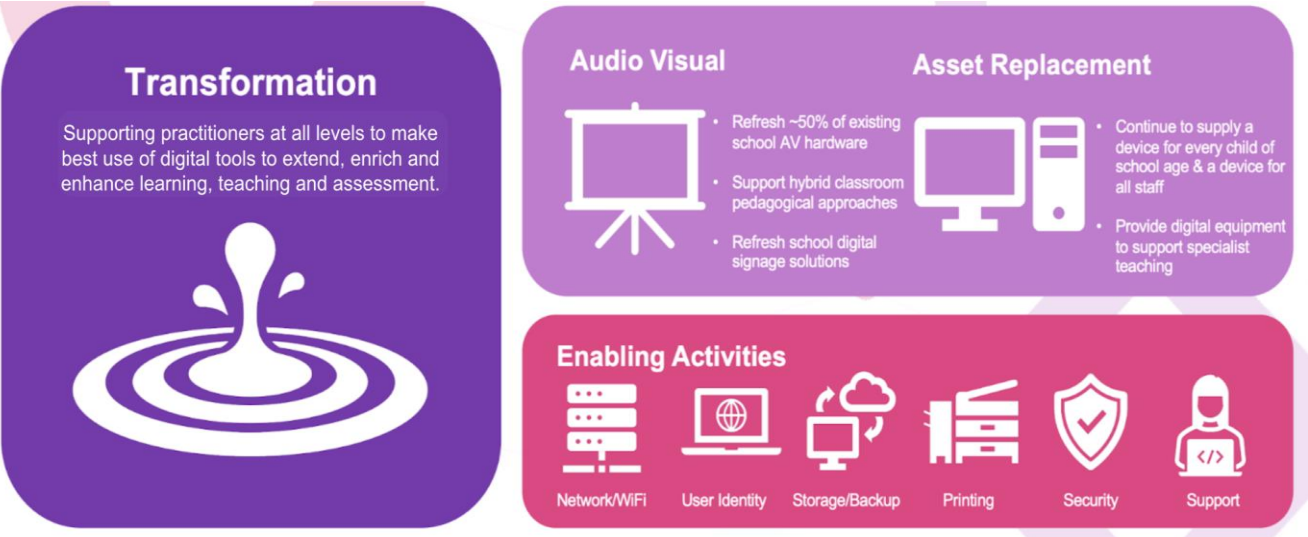 Transformation
Supporting practitioners at all levels to make
best use of digital tools to extend, enrich and
enhance learning, teaching and assessment.
Audio Visual
• Refresh ~50% of existing
school AV hardware
• Support hybrid classroom
pedagogical approaches
• Refresh school digital
signage solutions
Asset Replacement
• Continue to supply a
device for every child of
school age & a device for
all staff
• Provide digital equipment
to support specialist
teaching
Enabling Activities
</>
Network/WiFi
User Identity
Storage/Backup
Printing
Security
Support